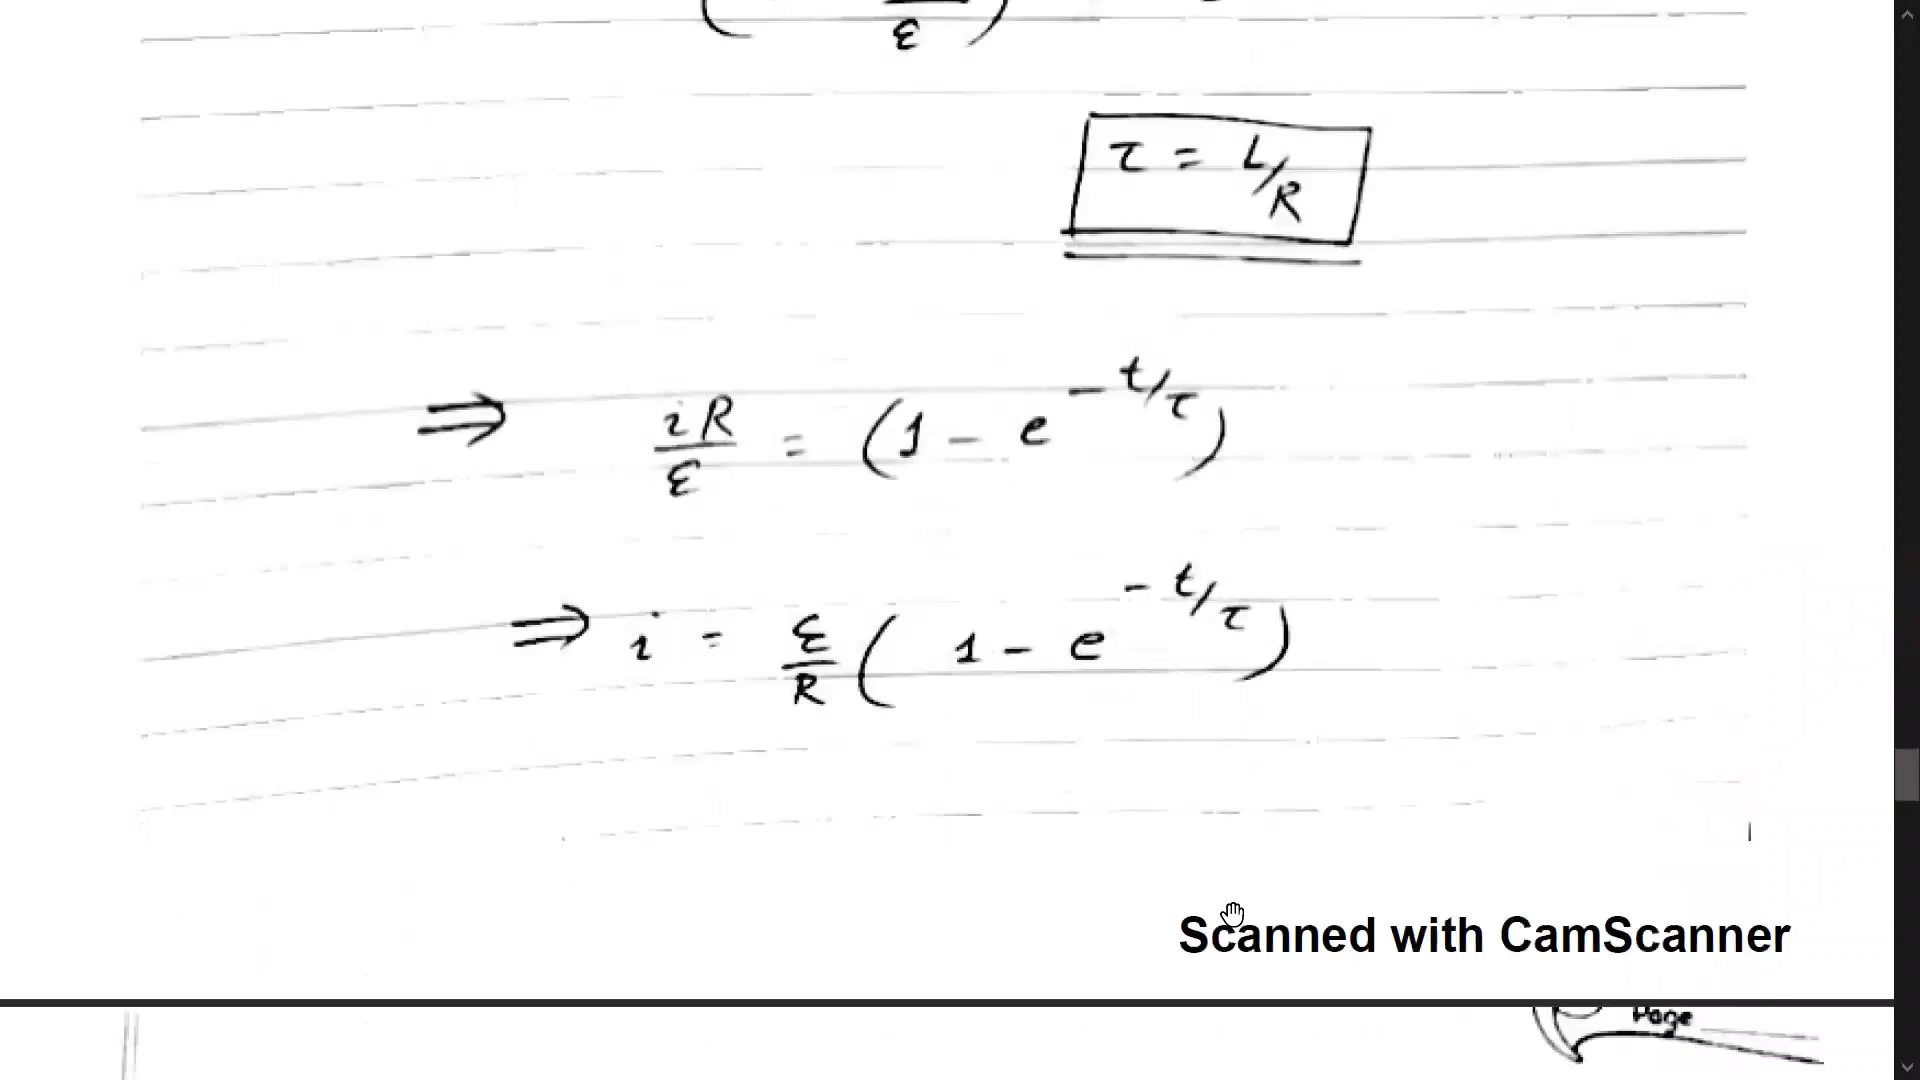 ε
τ = L/R
⇒ iR/ε = (1 - e^(-t/τ))
⇒ i = ε/R (1 - e^(-t/τ))
Scanned with CamScanner
Page